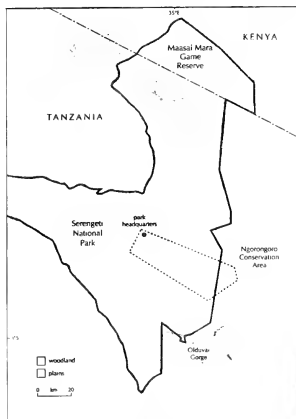 35°E
KENYA
Maasai Mara
Game
Reserve
TANZANIA
park
headquarters
Serengeti
National
Park
Ngorongoro
Conservation
Area
Olduvai
Gorge
woodland
plains
0 km 20